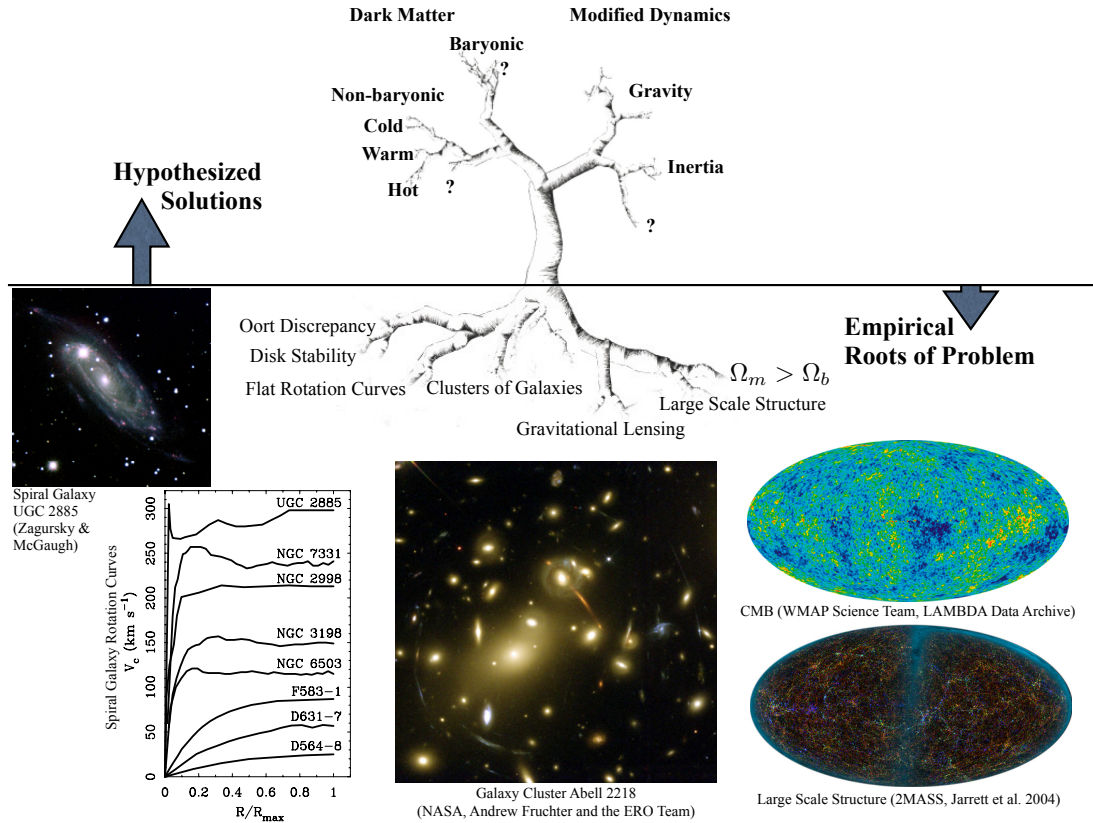 Dark Matter
Modified Dynamics
Baryonic
?
Non-baryonic
Gravity
Cold
Warm
Inertia
Hot
?
?
Hypothesized
Solutions
Empirical
Roots of Problem
Oort Discrepancy
Disk Stability
Flat Rotation Curves
Clusters of Galaxies
Ωm > Ωb
Large Scale Structure
Gravitational Lensing
Spiral Galaxy
UGC 2885
(Zagursky &
McGaugh)
Spiral Galaxy Rotation Curves
Vc (km s−1)
300
250
200
150
100
50
0
UGC 2885
NGC 7331
NGC 2998
NGC 3198
NGC 6503
F583−1
D631−7
D564−8
0 0.2 0.4 0.6 0.8 1
R/Rmax
Galaxy Cluster Abell 2218
(NASA, Andrew Fruchter and the ERO Team)
CMB (WMAP Science Team, LAMBDA Data Archive)
Large Scale Structure (2MASS, Jarrett et al. 2004)